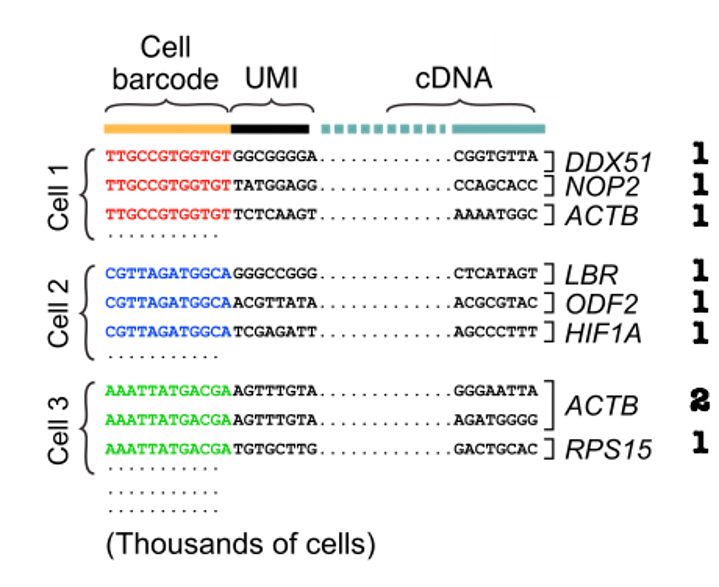 Cell
barcode UMI cDNA
Cell 1
TTGCCGTGGTGTGGCGGGGA.............CGGTGTTA DDX51 1
TTGCCGTGGTGTTATGGAGG.............CCAGCACC NOP2 1
TTGCCGTGGTGTTCTCAAGT.............AAAATGGC ACTB 1
...........
Cell 2
CGTTAGATGGCAGGGCCGGG.............CTCATAGT LBR 1
CGTTAGATGGCAACGTTATA.............ACGCGTAC ODF2 1
CGTTAGATGGCATCGAGATT.............AGCCCTTT HIF1A 1
...........
Cell 3
AAATTATGACGAAGTTTGTA.............GGGAATTA ACTB 2
AAATTATGACGAAGTTTGTA.............AGATGGGG
AAATTATGACGATGTGCTTG.............GACTGCAC RPS15 1
...........
...........
...........
(Thousands of cells)